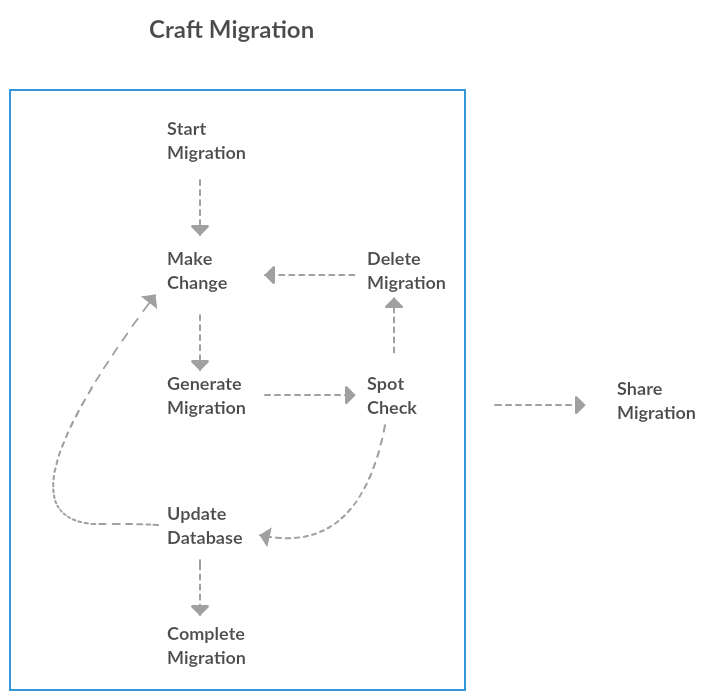 Craft Migration
Start
Migration
Make
Change
Delete
Migration
Generate
Migration
Spot
Check
Share
Migration
Update
Database
Complete
Migration